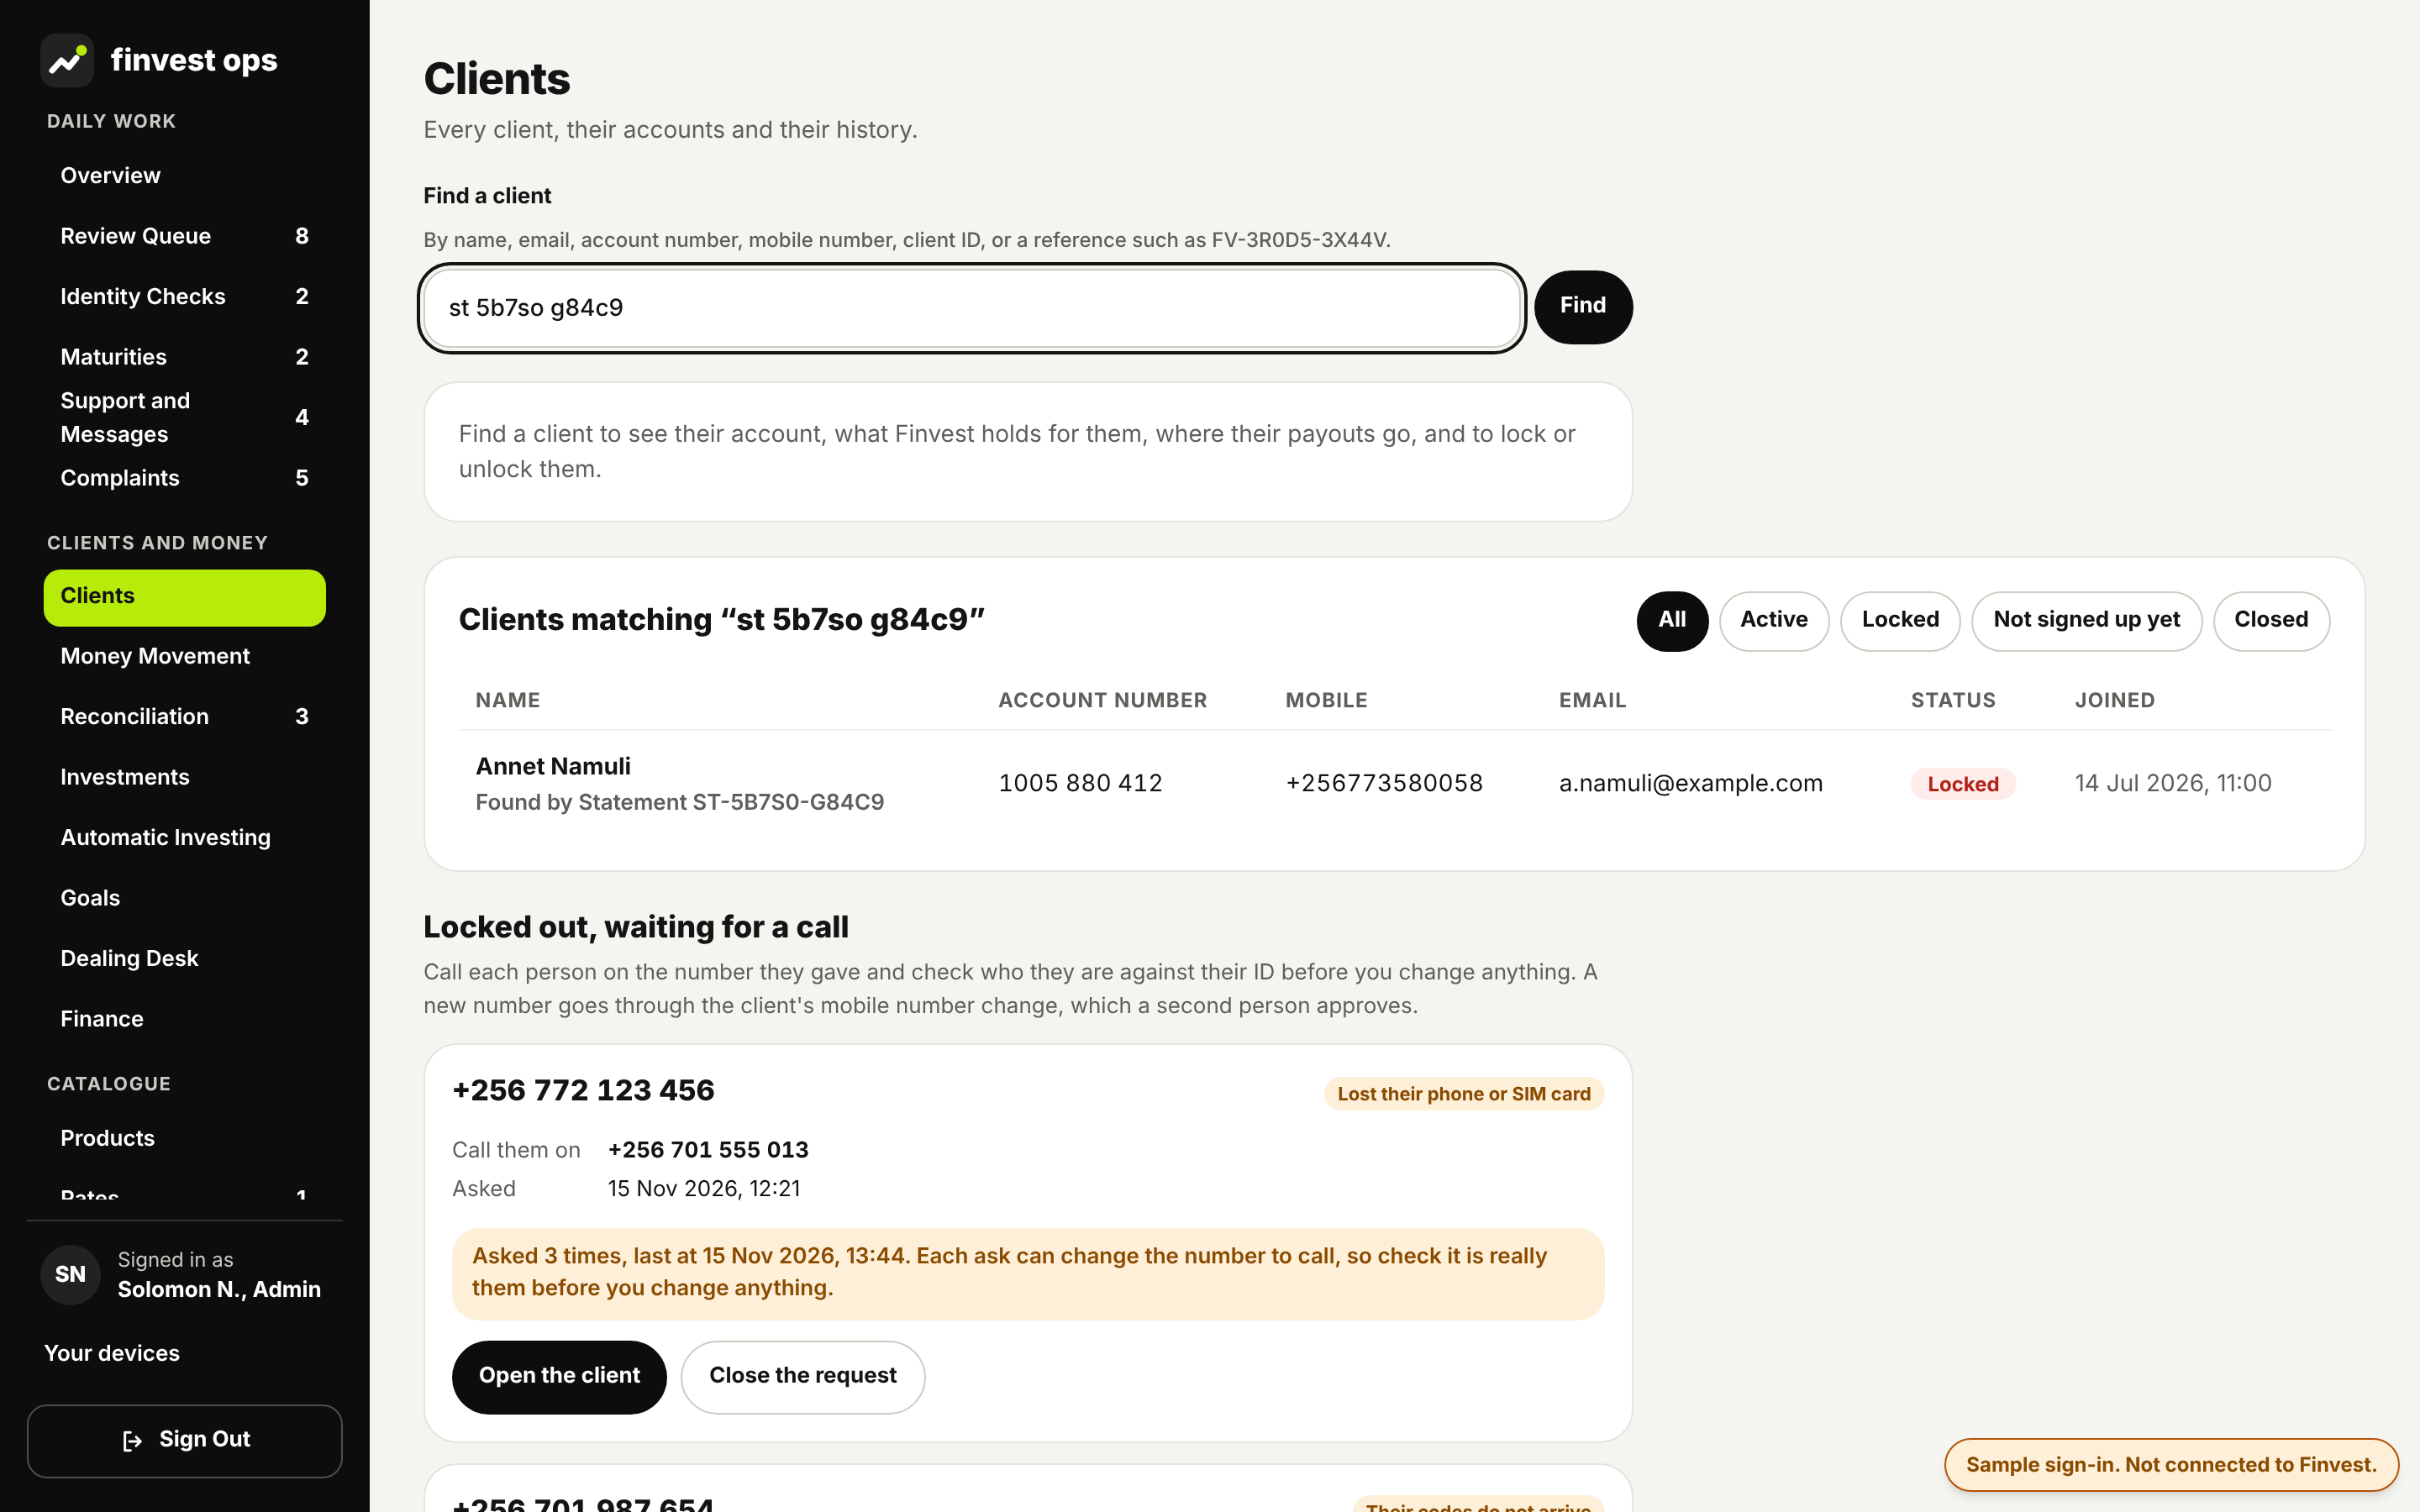 finvest ops
DAILY WORK
Overview
Review Queue 8
Identity Checks 2
Maturities 2
Support and
Messages 4
Complaints 5
CLIENTS AND MONEY
Clients
Money Movement
Reconciliation 3
Investments
Automatic Investing
Goals
Dealing Desk
Finance
CATALOGUE
Products
Rates 1
SN
Signed in as
Solomon N., Admin
Your devices
Sign Out
Clients
Every client, their accounts and their history.
Find a client
By name, email, account number, mobile number, client ID, or a reference such as FV-3R0D5-3X44V.
st 5b7so g84c9
Find
Find a client to see their account, what Finvest holds for them, where their payouts go, and to lock or
unlock them.
Clients matching “st 5b7so g84c9”
All Active Locked Not signed up yet Closed
NAME ACCOUNT NUMBER MOBILE EMAIL STATUS JOINED
Annet Namuli
Found by Statement ST-5B7S0-G84C9
1005 880 412 +256773580058 a.namuli@example.com Locked 14 Jul 2026, 11:00
Locked out, waiting for a call
Call each person on the number they gave and check who they are against their ID before you change anything. A
new number goes through the client's mobile number change, which a second person approves.
+256 772 123 456 Lost their phone or SIM card
Call them on +256 701 555 013
Asked 15 Nov 2026, 12:21
Asked 3 times, last at 15 Nov 2026, 13:44. Each ask can change the number to call, so check it is really
them before you change anything.
Open the client Close the request
+256 701 987 654 Their codes do not arrive
Sample sign-in. Not connected to Finvest.